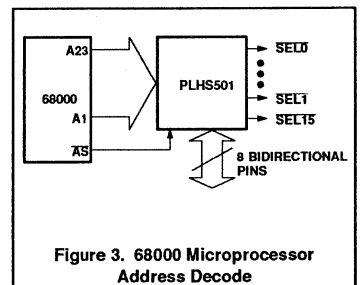 A23
68000
A1
AS
PLHS501
SEL0
SEL1
SEL15
8 BIDIRECTIONAL
PINS
Figure 3. 68000 Microprocessor
Address Decode